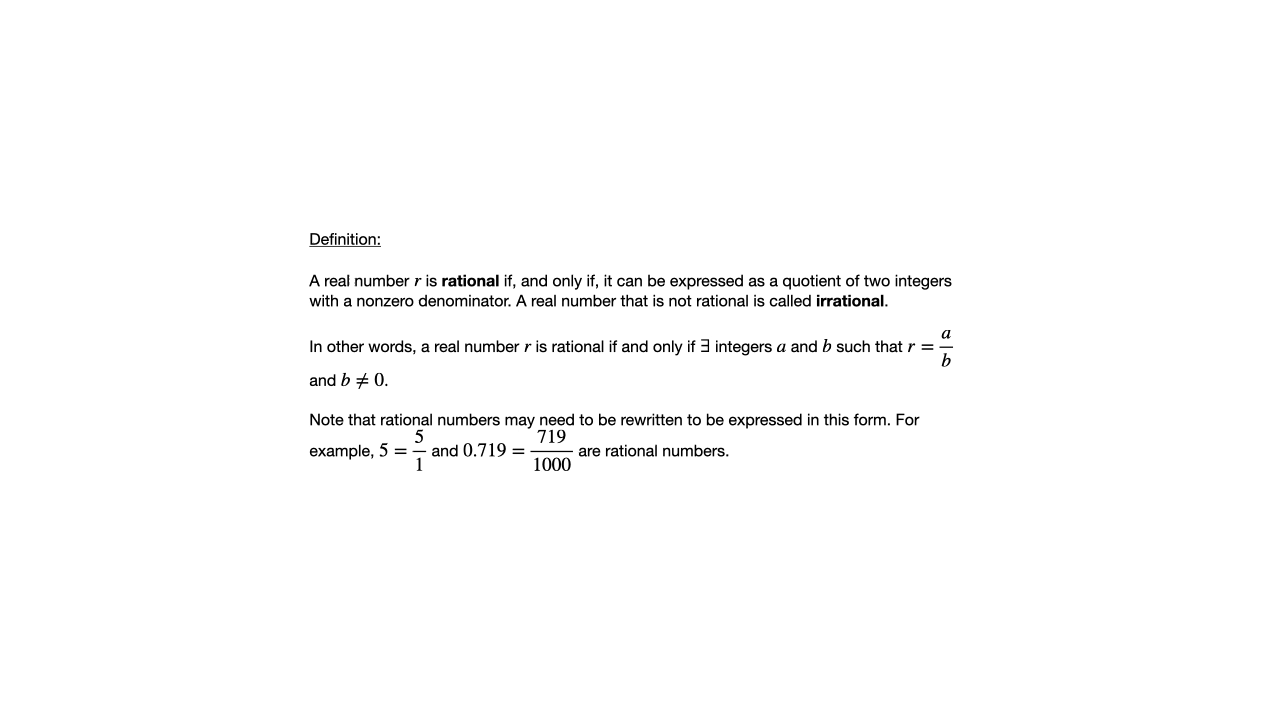 Definition:
A real number r is rational if, and only if, it can be expressed as a quotient of two integers
with a nonzero denominator. A real number that is not rational is called irrational.
In other words, a real number r is rational if and only if ∃ integers a and b such that r = a/b
and b ≠ 0.
Note that rational numbers may need to be rewritten to be expressed in this form. For
example, 5 = 5/1 and 0.719 = 719/1000 are rational numbers.